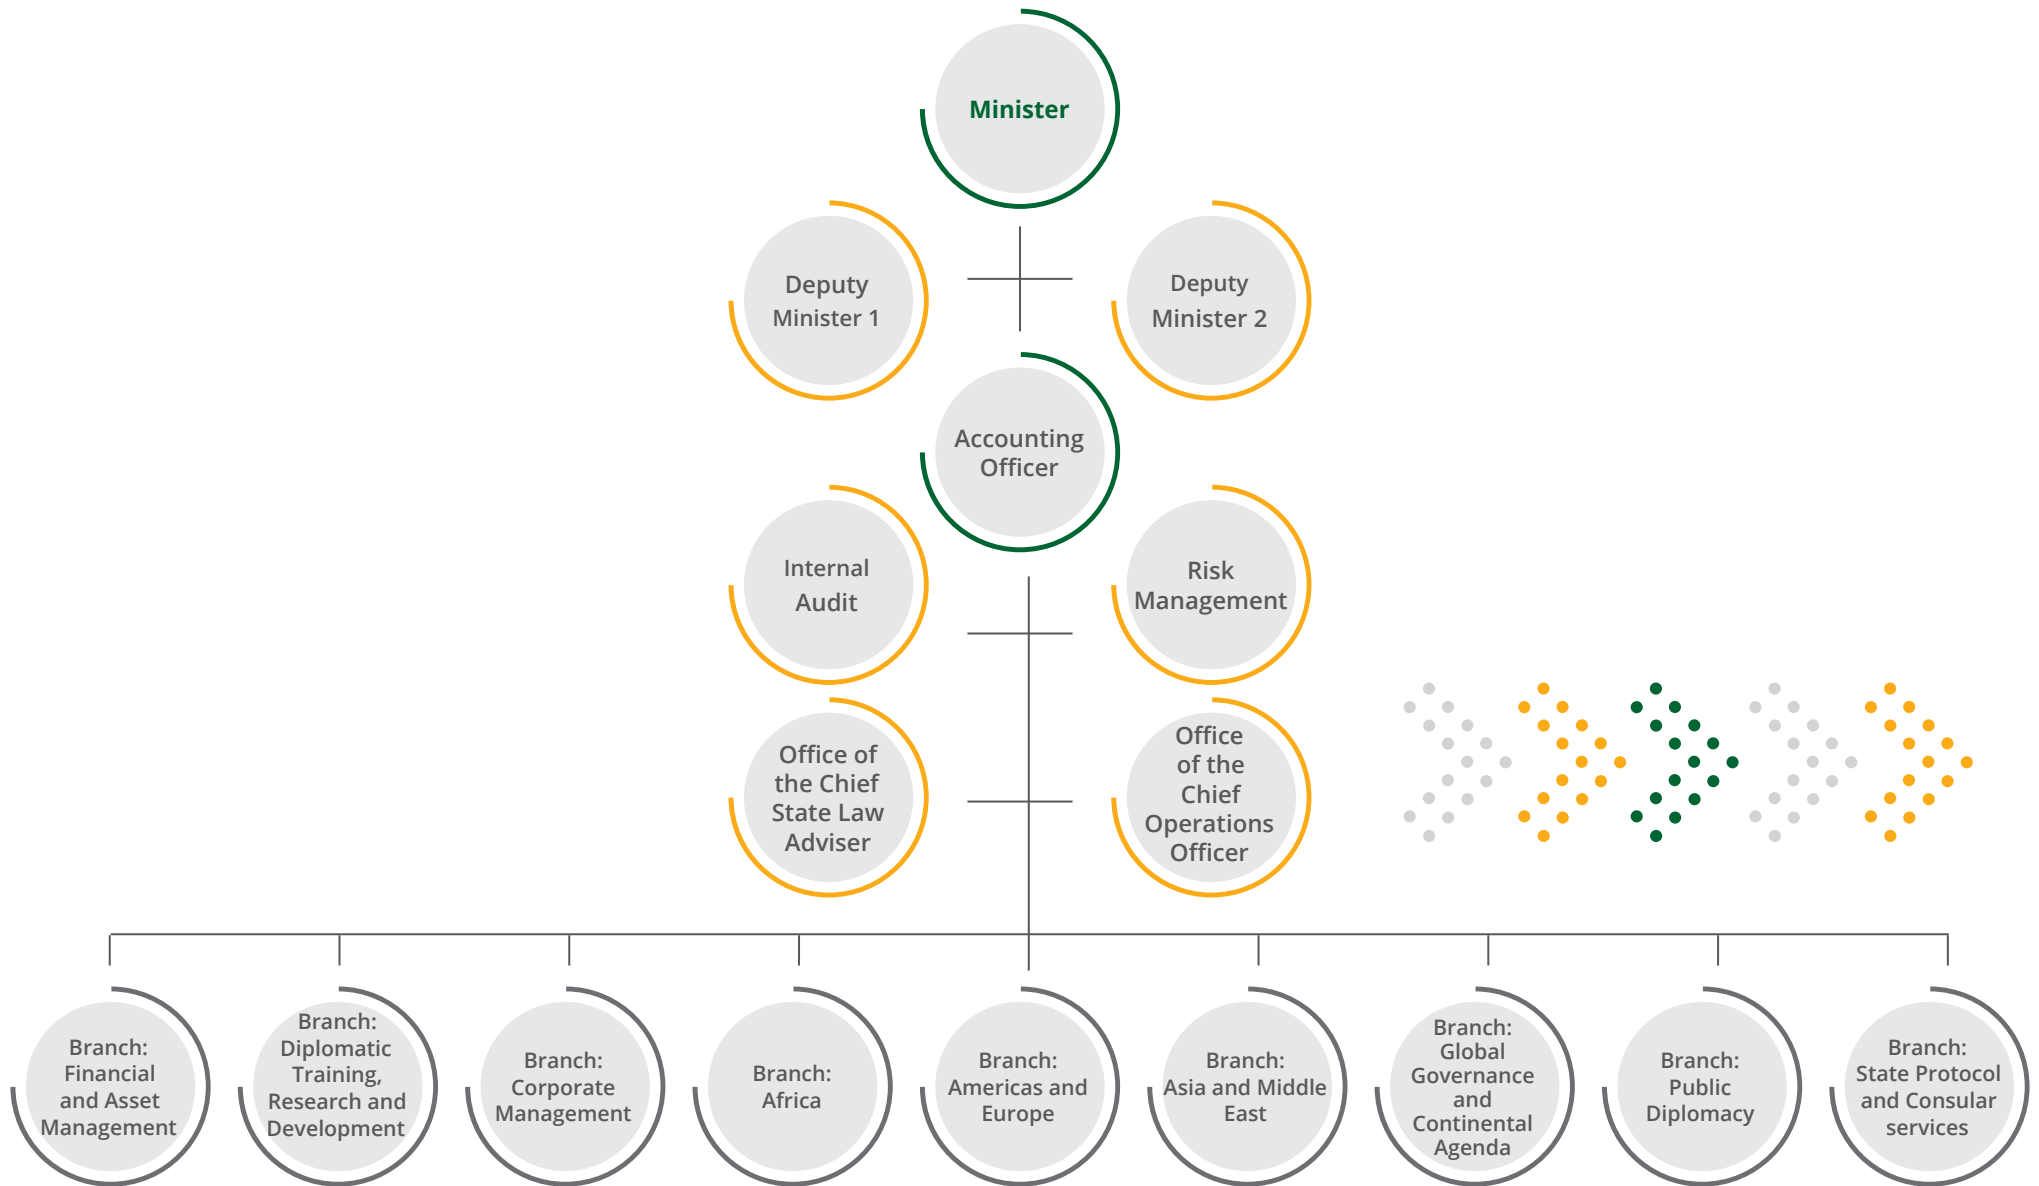 Minister
Deputy
Minister 1
Deputy
Minister 2
Accounting
Officer
Internal
Audit
Risk
Management
Office of
the Chief
State Law
Adviser
Office
of the
Chief
Operations
Officer
Branch:
Financial
and Asset
Management
Branch:
Diplomatic
Training,
Research and
Development
Branch:
Corporate
Management
Branch:
Africa
Branch:
Americas and
Europe
Branch:
Asia and Middle
East
Branch:
Global
Governance
and
Continental
Agenda
Branch:
Public
Diplomacy
Branch:
State Protocol
and Consular
services